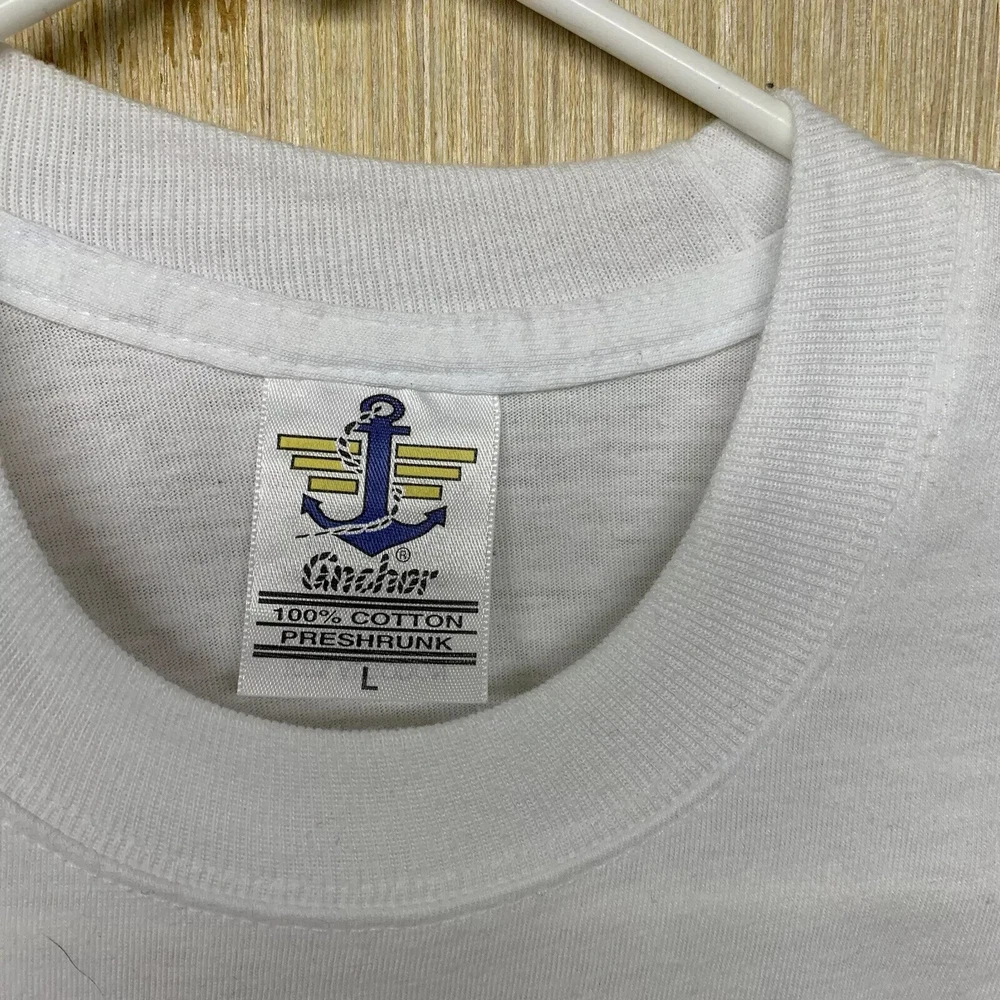 Anchor®
100% COTTON
PRESHRUNK
L